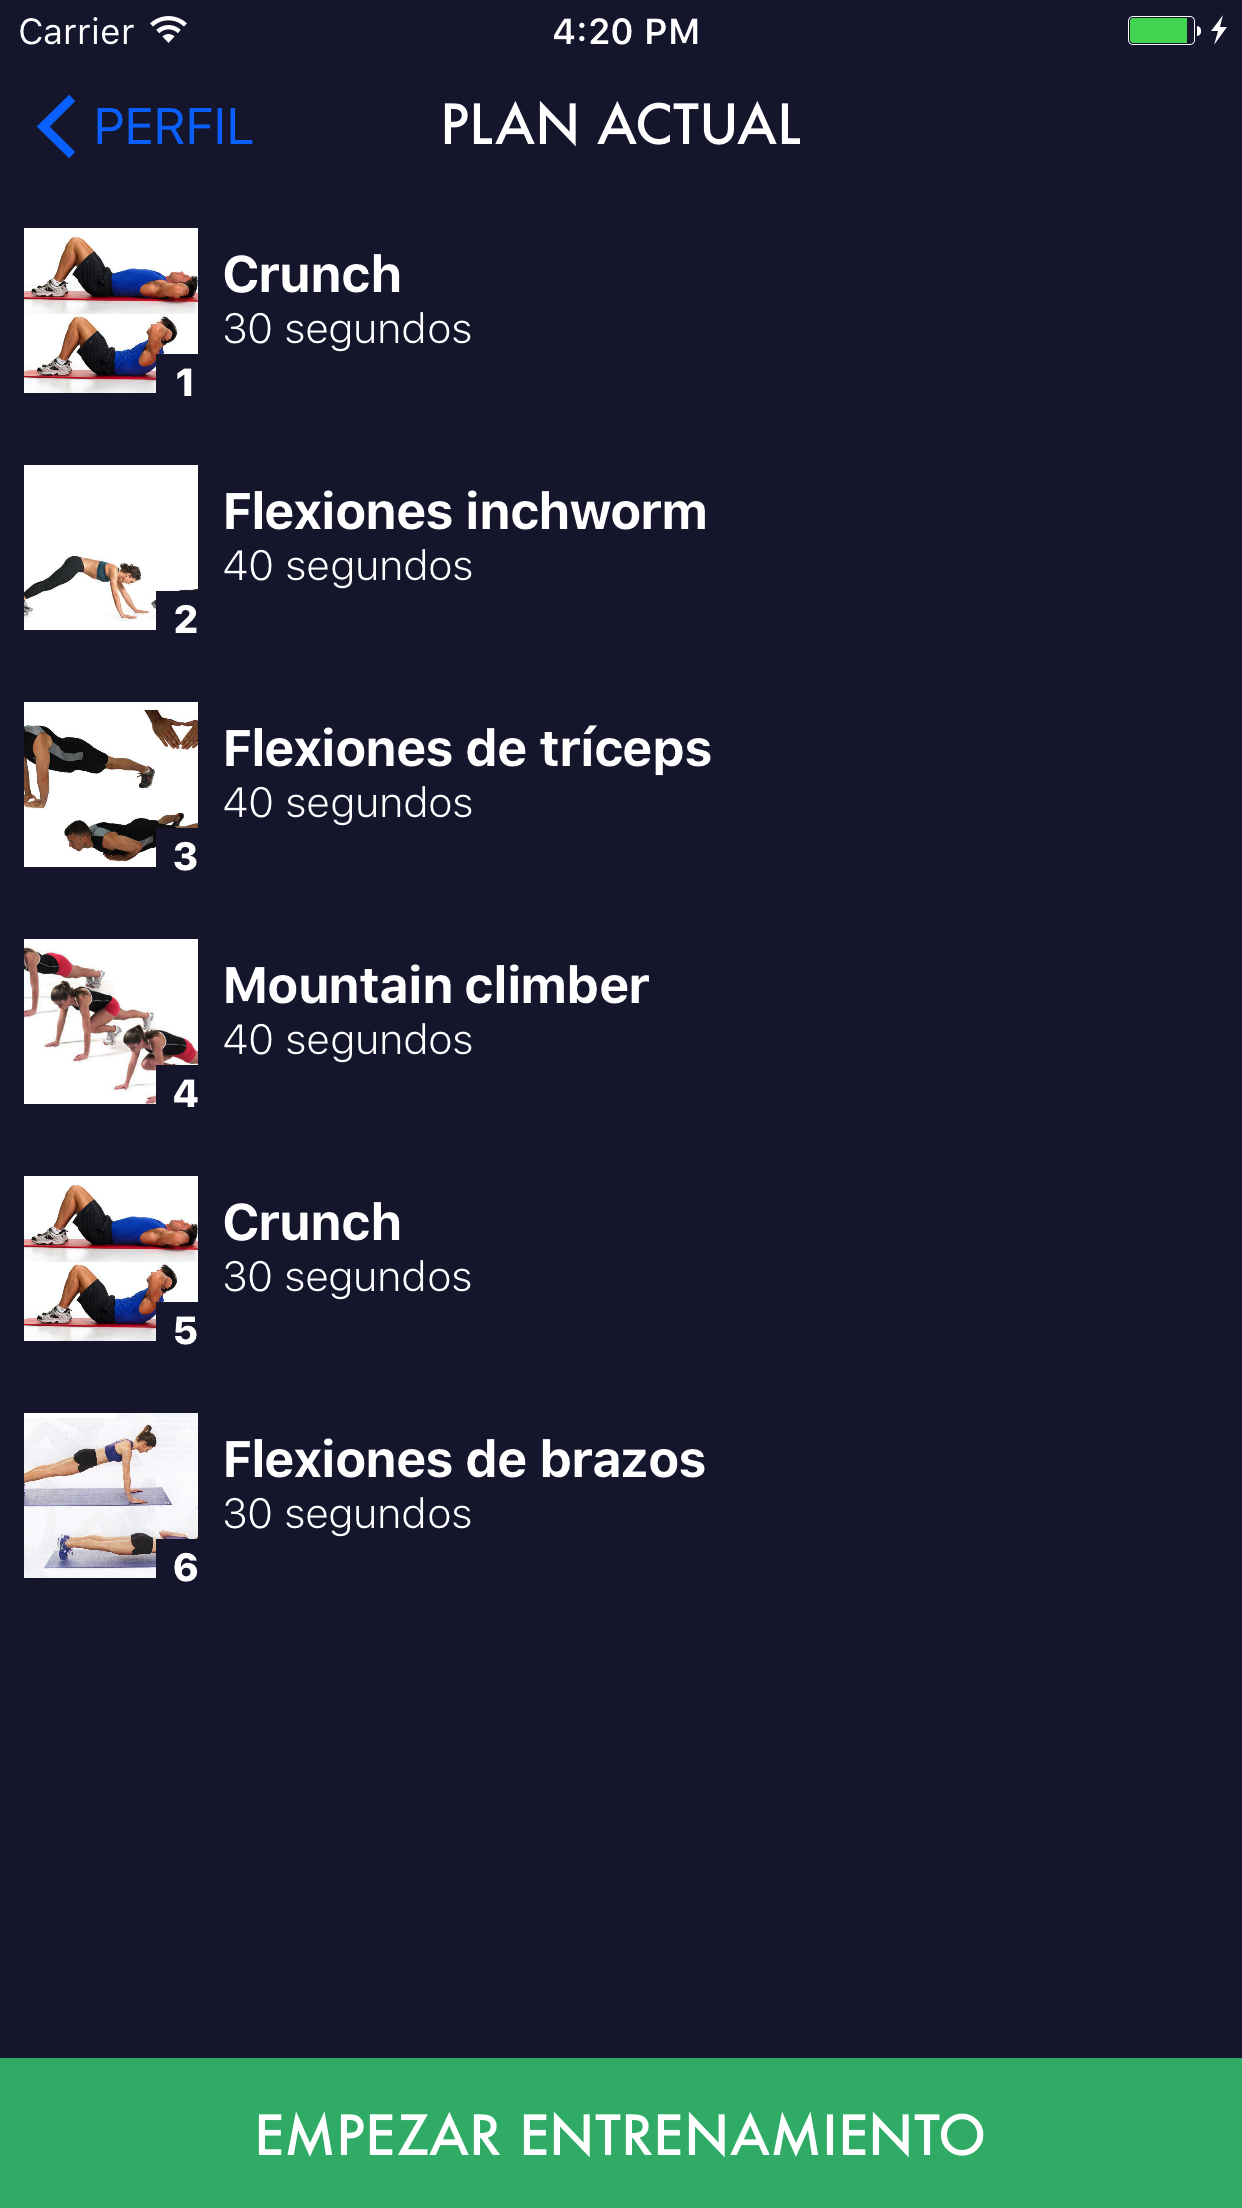 Carrier 4:20 PM
PERFIL PLAN ACTUAL
Crunch
30 segundos
1
Flexiones inchworm
40 segundos
2
Flexiones de tríceps
40 segundos
3
Mountain climber
40 segundos
4
Crunch
30 segundos
5
Flexiones de brazos
30 segundos
6
EMPEZAR ENTRENAMIENTO